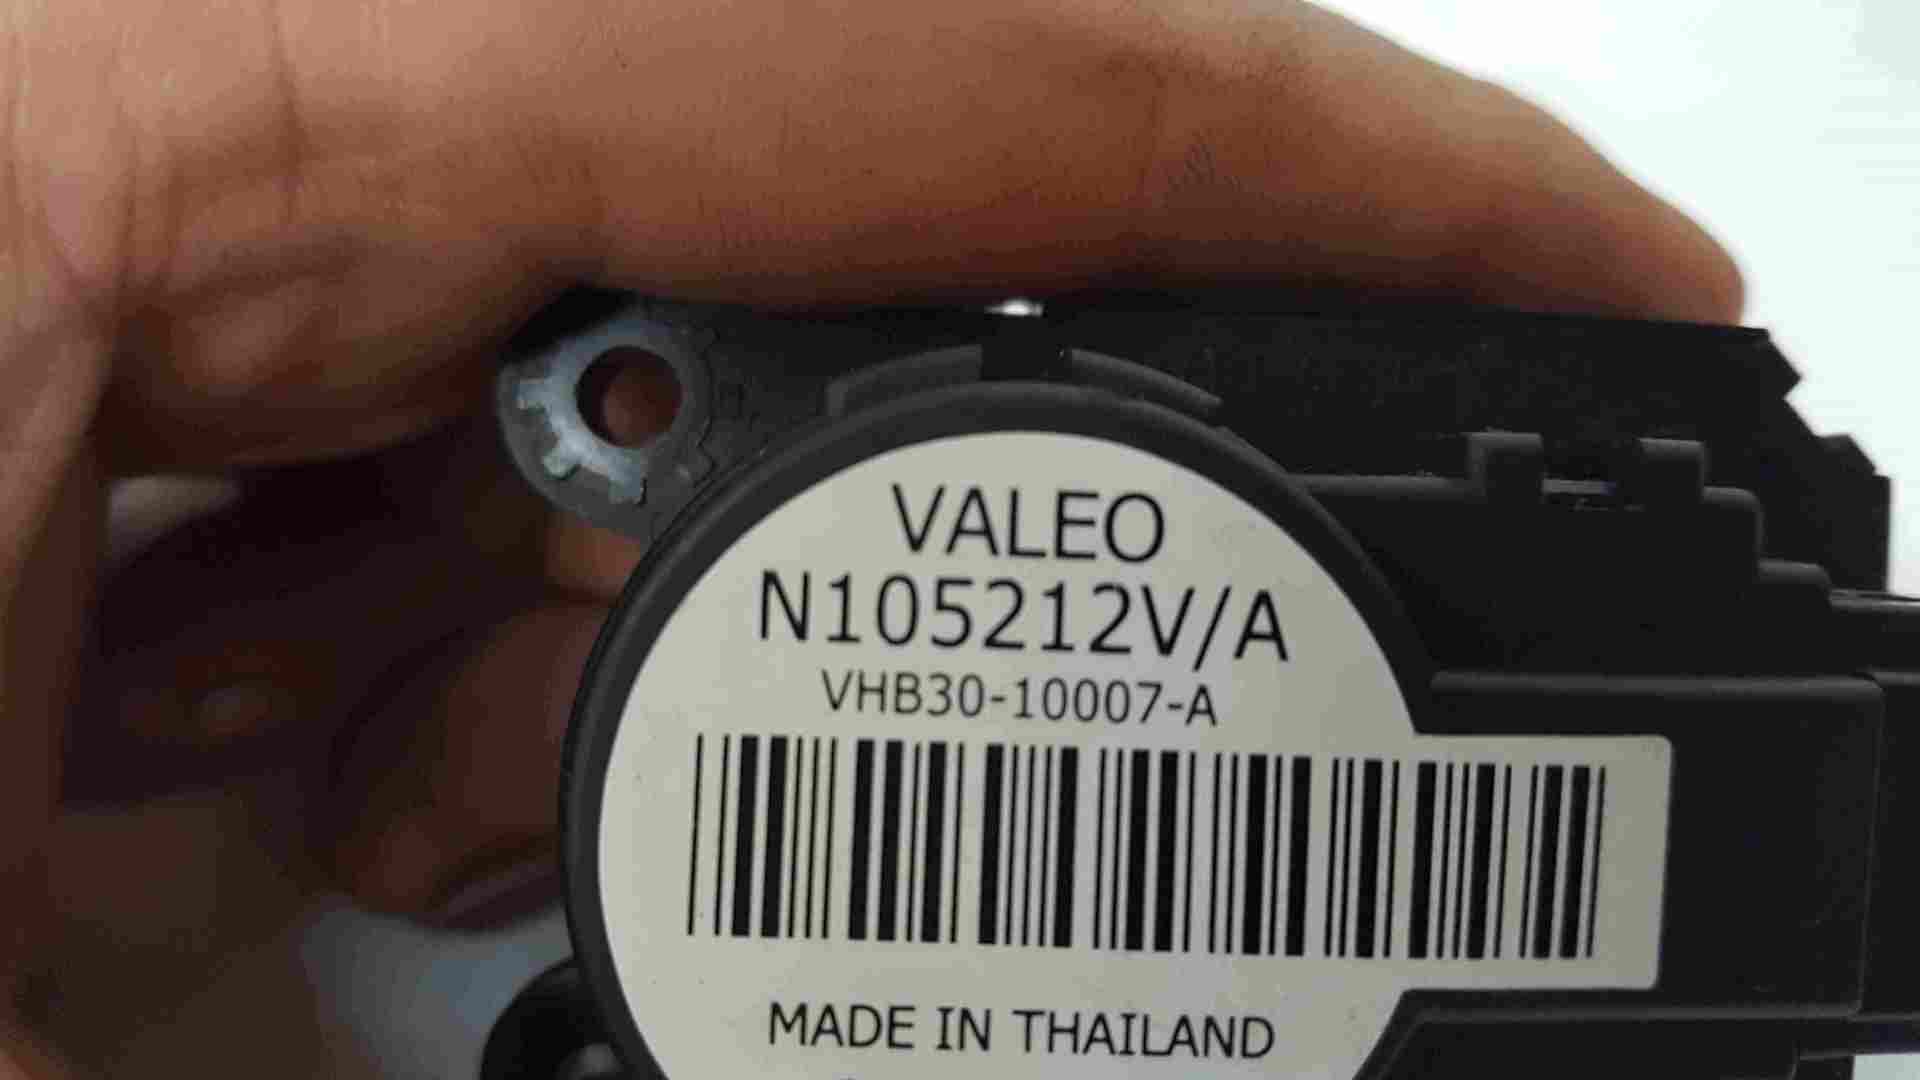 VALEO
N105212V/A
VHB30-10007-A
MADE IN THAILAND